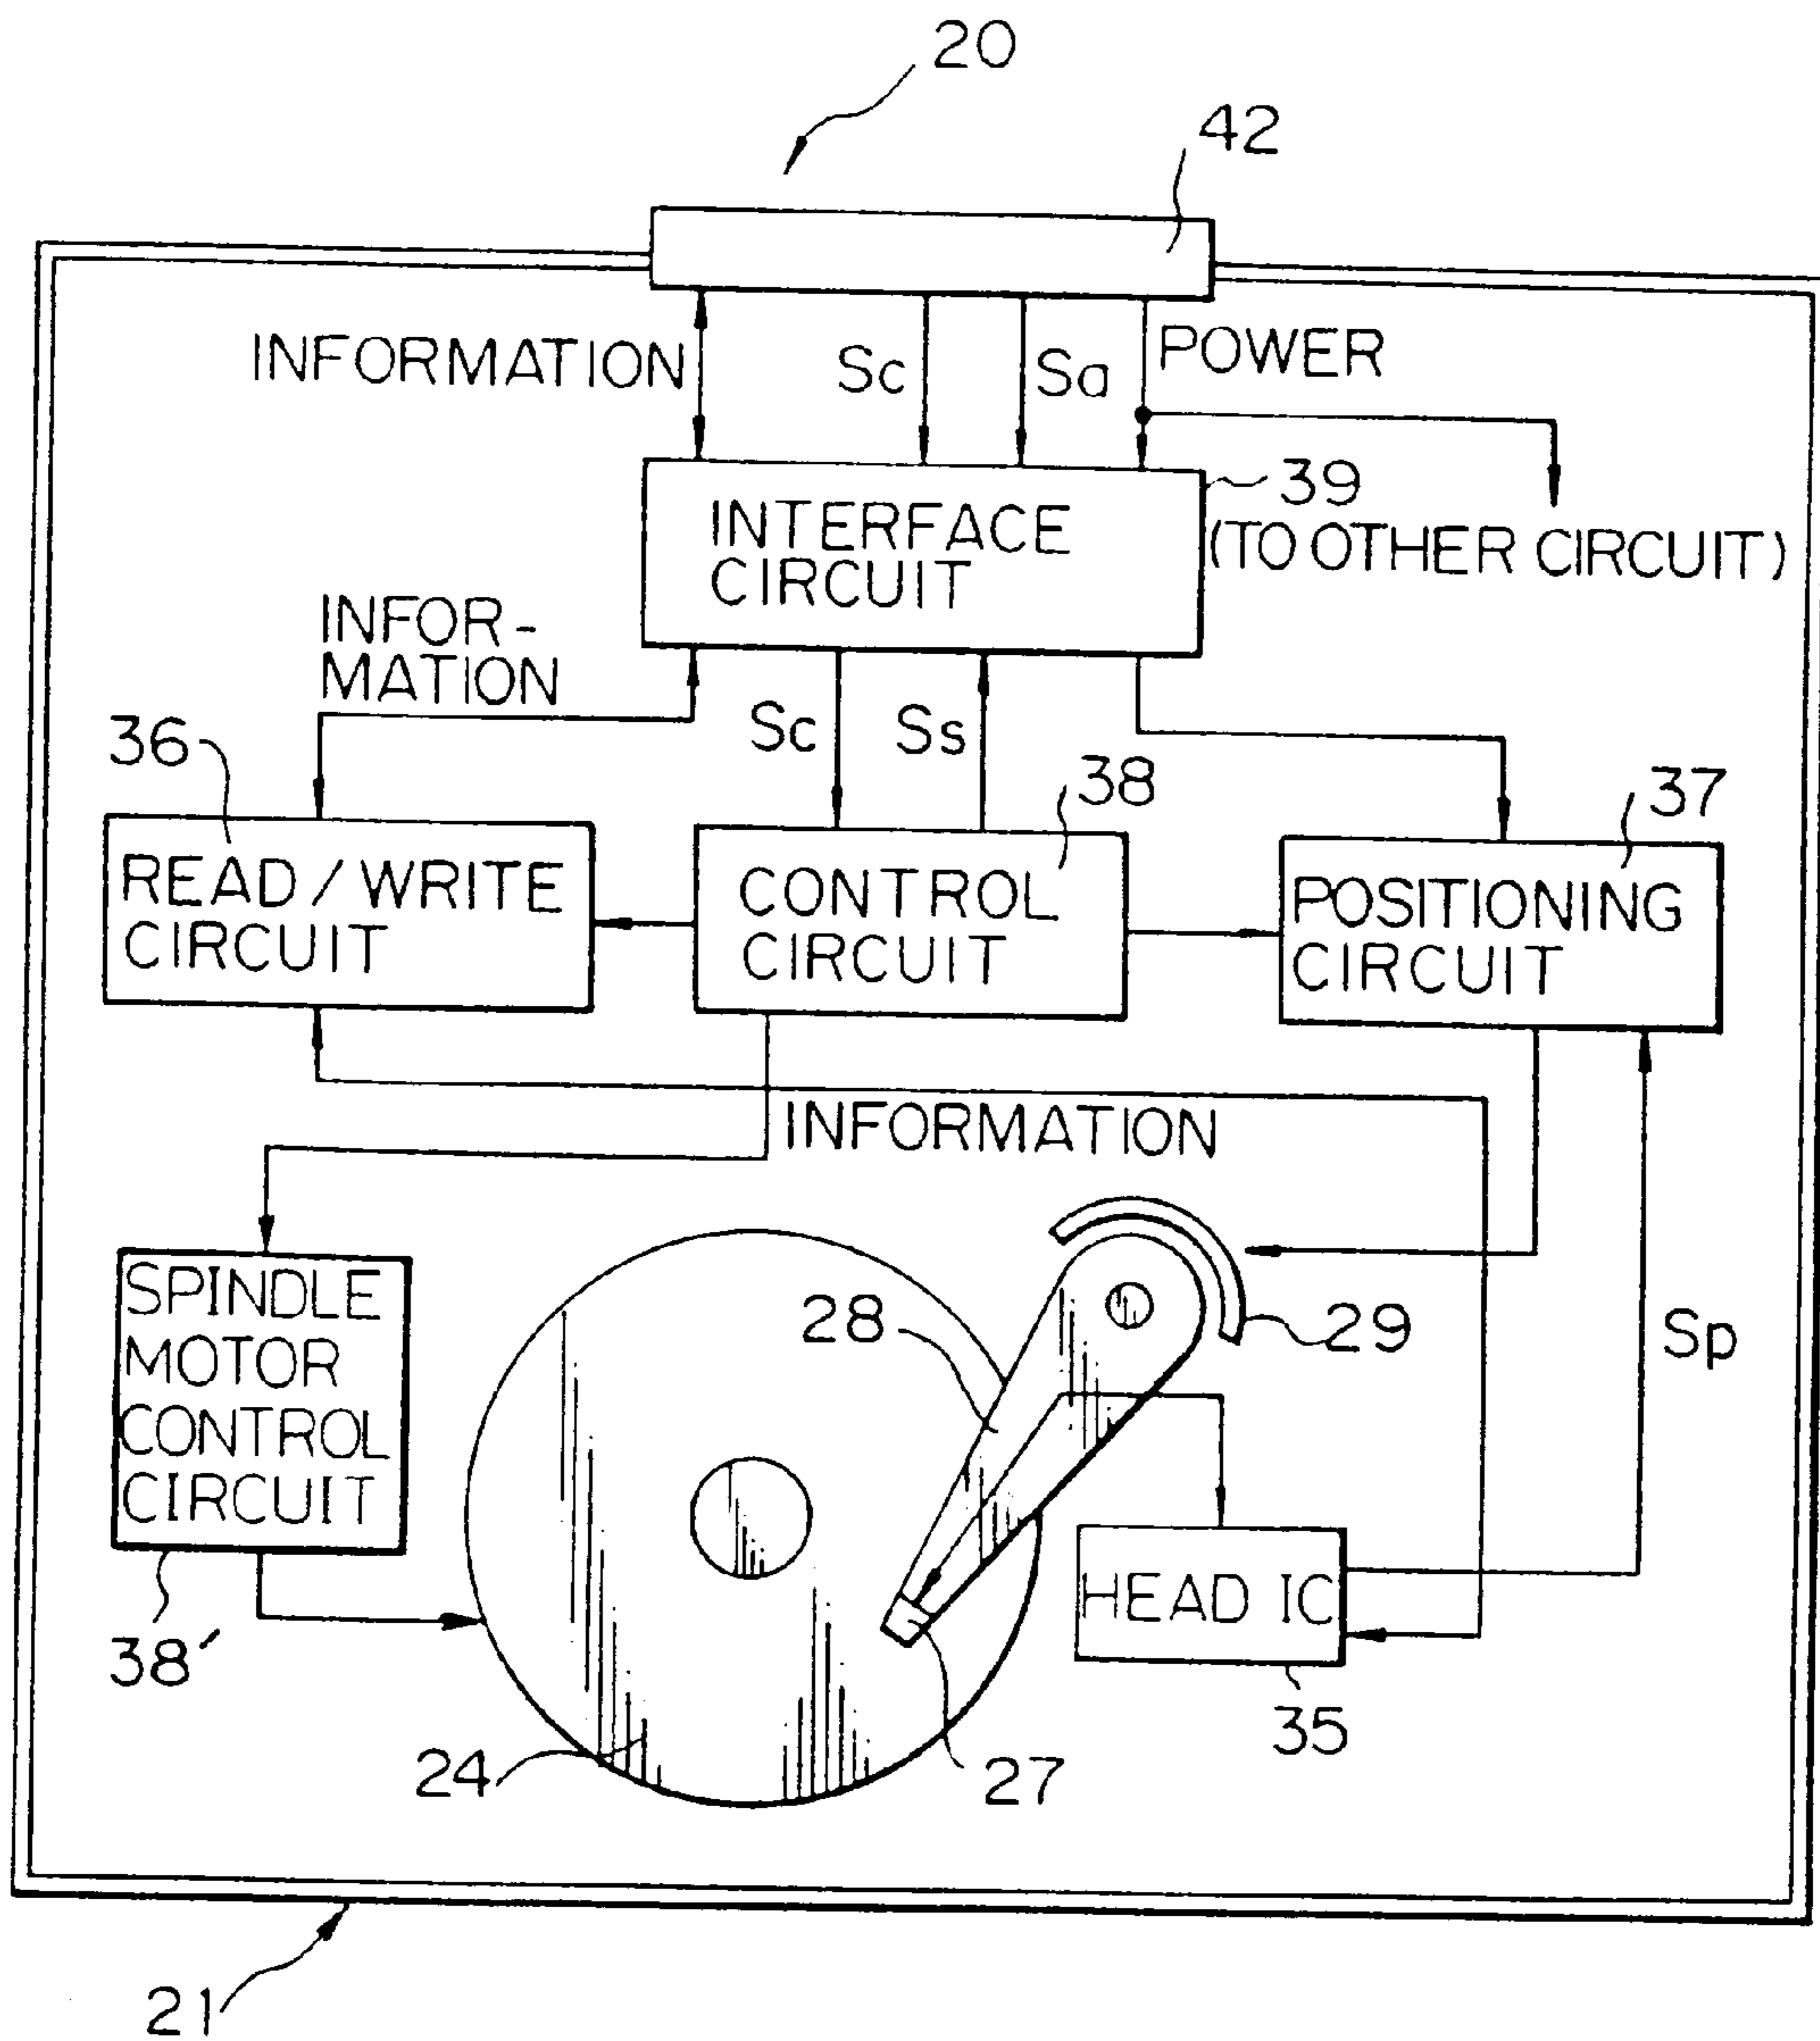 20
42
INFORMATION
Sc
Sa
POWER
39
INTERFACE
CIRCUIT
(TO OTHER CIRCUIT)
INFOR-
MATION
36
Sc
Ss
38
37
READ/WRITE
CIRCUIT
CONTROL
CIRCUIT
POSITIONING
CIRCUIT
INFORMATION
SPINDLE
MOTOR
CONTROL
CIRCUIT
28
29
Sp
HEAD IC
38'
35
24
27
21